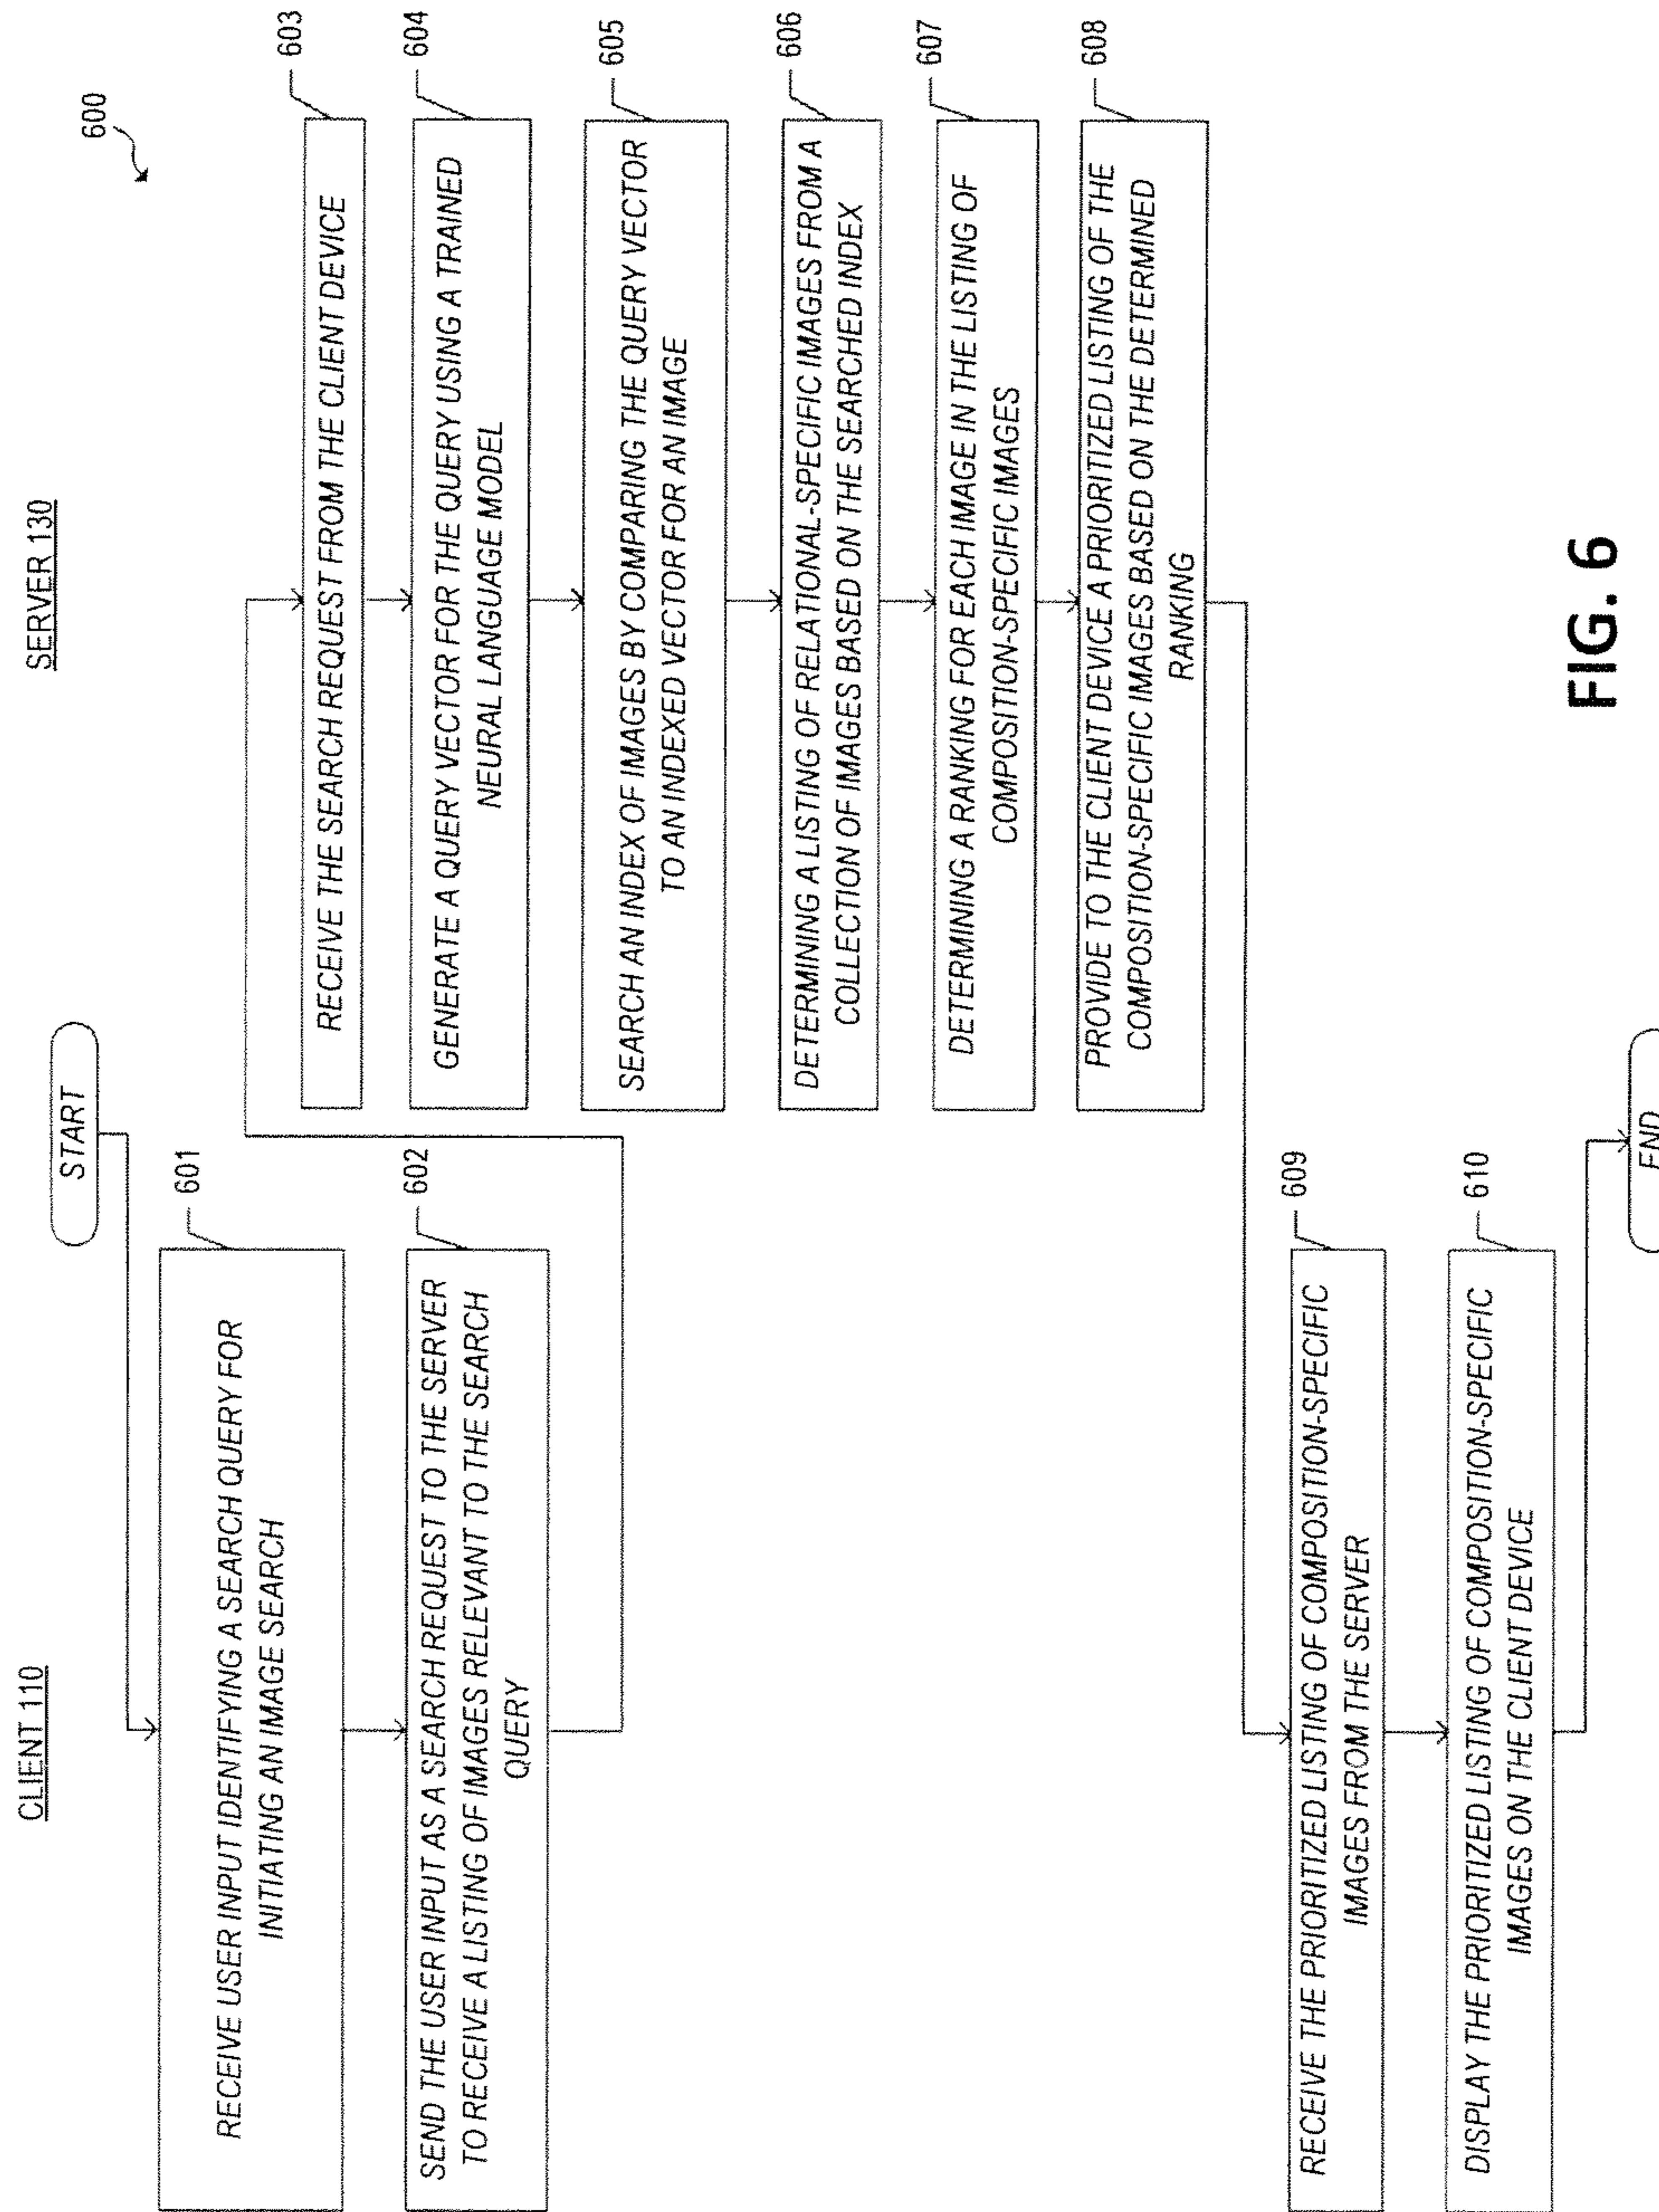 CLIENT 110
SERVER 130
600
START
601
RECEIVE USER INPUT IDENTIFYING A SEARCH QUERY FOR
INITIATING AN IMAGE SEARCH
602
SEND THE USER INPUT AS A SEARCH REQUEST TO THE SERVER
TO RECEIVE A LISTING OF IMAGES RELEVANT TO THE SEARCH
QUERY
603
RECEIVE THE SEARCH REQUEST FROM THE CLIENT DEVICE
604
GENERATE A QUERY VECTOR FOR THE QUERY USING A TRAINED
NEURAL LANGUAGE MODEL
605
SEARCH AN INDEX OF IMAGES BY COMPARING THE QUERY VECTOR
TO AN INDEXED VECTOR FOR AN IMAGE
606
DETERMINING A LISTING OF RELATIONAL-SPECIFIC IMAGES FROM A
COLLECTION OF IMAGES BASED ON THE SEARCHED INDEX
607
DETERMINING A RANKING FOR EACH IMAGE IN THE LISTING OF
COMPOSITION-SPECIFIC IMAGES
608
PROVIDE TO THE CLIENT DEVICE A PRIORITIZED LISTING OF THE
COMPOSITION-SPECIFIC IMAGES BASED ON THE DETERMINED
RANKING
609
RECEIVE THE PRIORITIZED LISTING OF COMPOSITION-SPECIFIC
IMAGES FROM THE SERVER
610
DISPLAY THE PRIORITIZED LISTING OF COMPOSITION-SPECIFIC
IMAGES ON THE CLIENT DEVICE
END
FIG. 6